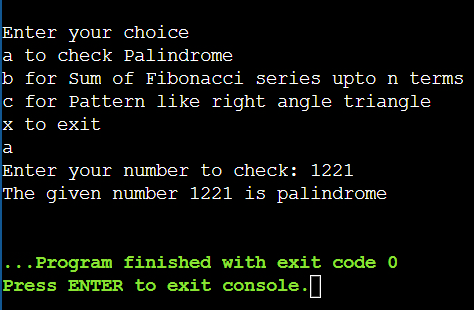 Enter your choice
a to check Palindrome
b for Sum of Fibonacci series upto n terms
c for Pattern like right angle triangle
x to exit
a
Enter your number to check: 1221
The given number 1221 is palindrome
...Program finished with exit code 0
Press ENTER to exit console.